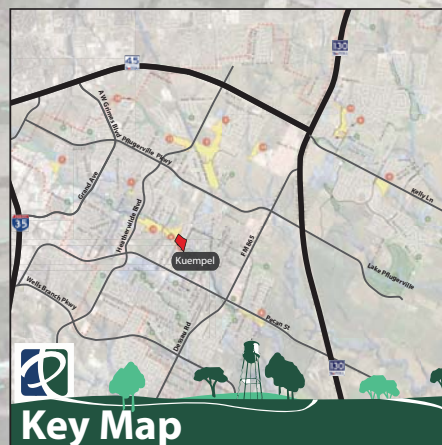 130
45
A W Grimes Blvd
Pflugerville Pkwy
Grand Ave
Kelly Ln
Heatherwilde Blvd
35
FM 865
Kuempel
Lake Pflugerville
Wells Branch Pkwy
Pecan St
Dessau Rd
130
Key Map